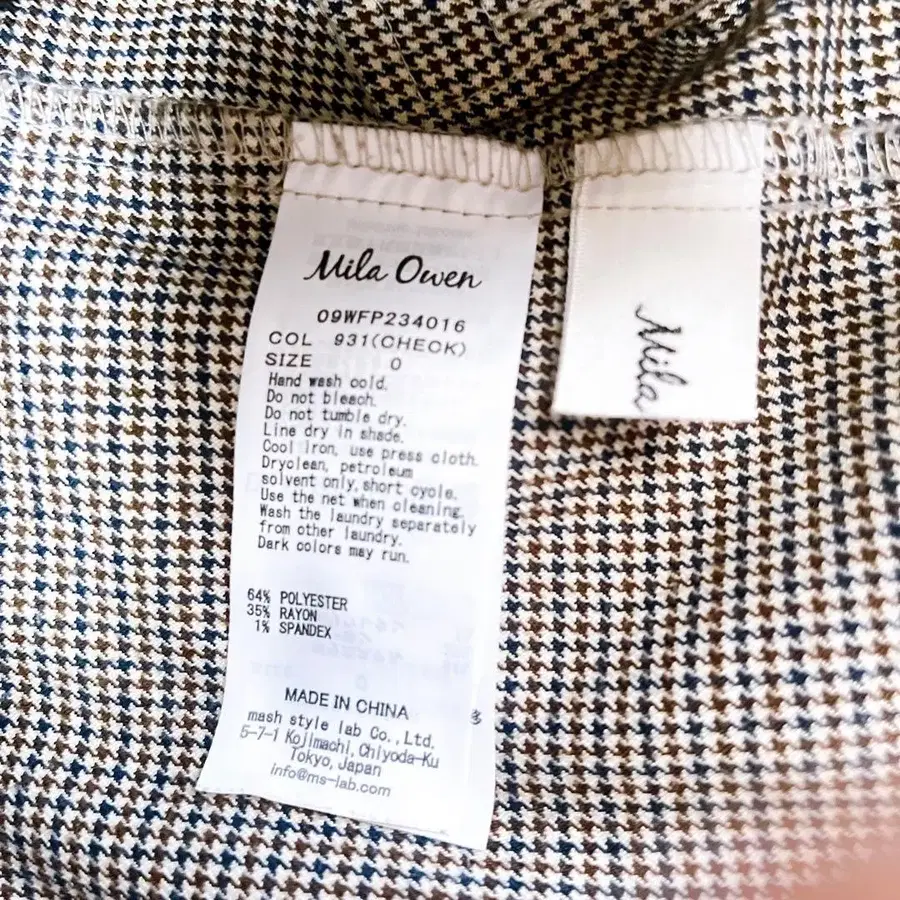 Mila Owen
09WFP234016
COL 931(CHECK)
SIZE 0
Hand wash cold.
Do not bleach.
Do not tumble dry.
Line dry in shade.
Cool Iron, use press cloth.
Dryclean, petroleum
solvent only,short cycle.
Use the net when cleaning.
Wash the laundry separately
from other laundry.
Dark colors may run.
64% POLYESTER
35% RAYON
1% SPANDEX
MADE IN CHINA
mash style lab Co.,Ltd.
5-7-1 Kojimachi,Chiyoda-Ku
Tokyo,Japan
info@ms-lab.com
Mila